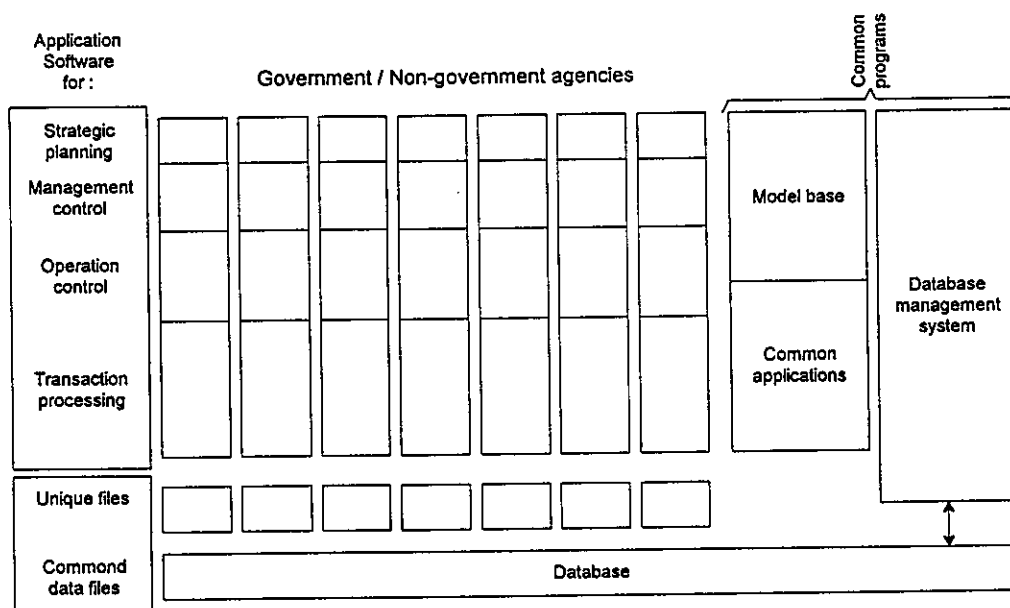 Application
Software
for :
Government / Non-government agencies
Common
programs
Strategic
planning
Management
control
Operation
control
Transaction
processing
Model base
Common
applications
Database
management
system
Unique files
Commond
data files
Database